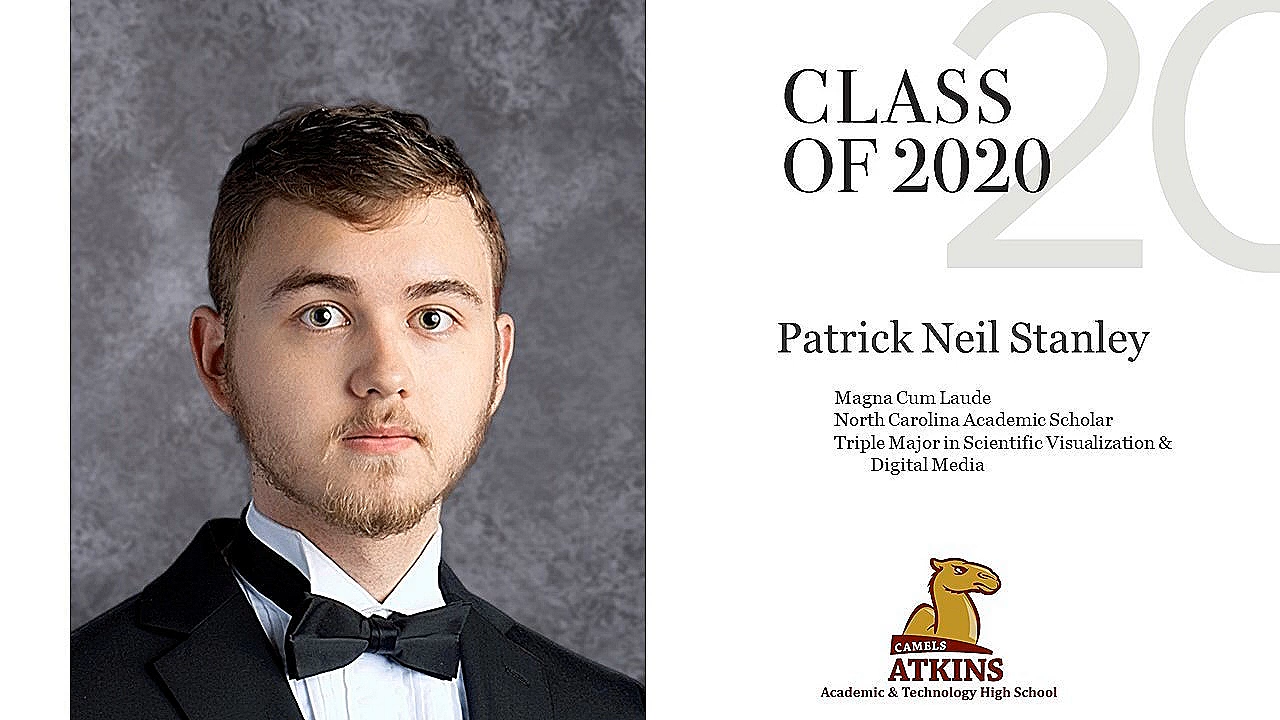 20
CLASS
OF 2020
Patrick Neil Stanley
Magna Cum Laude
North Carolina Academic Scholar
Triple Major in Scientific Visualization &
Digital Media
CAMELS
ATKINS
Academic & Technology High School